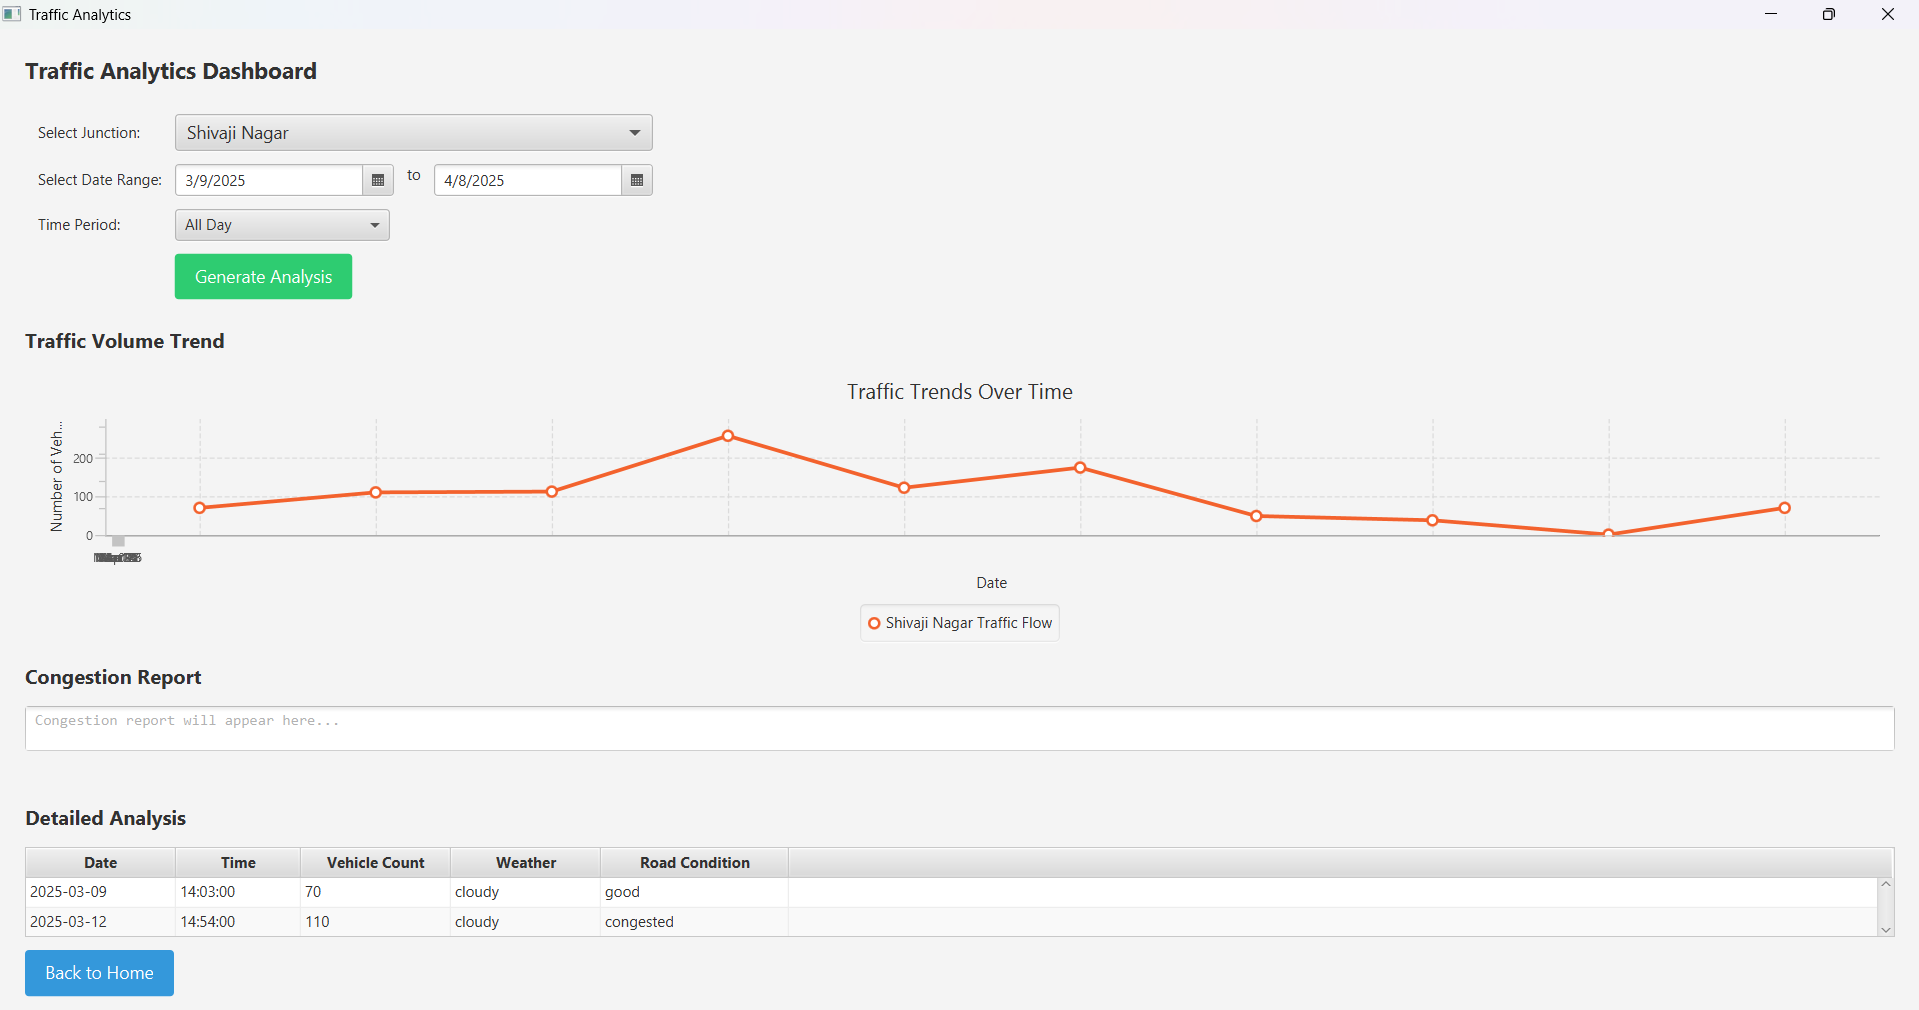 Traffic Analytics
Traffic Analytics Dashboard
Select Junction: Shivaji Nagar
Select Date Range: 3/9/2025 to 4/8/2025
Time Period: All Day
Generate Analysis
Traffic Volume Trend
Traffic Trends Over Time
Number of Veh...
200
100
0
Date
Shivaji Nagar Traffic Flow
Congestion Report
Congestion report will appear here...
Detailed Analysis
Date Time Vehicle Count Weather Road Condition
2025-03-09 14:03:00 70 cloudy good
2025-03-12 14:54:00 110 cloudy congested
Back to Home